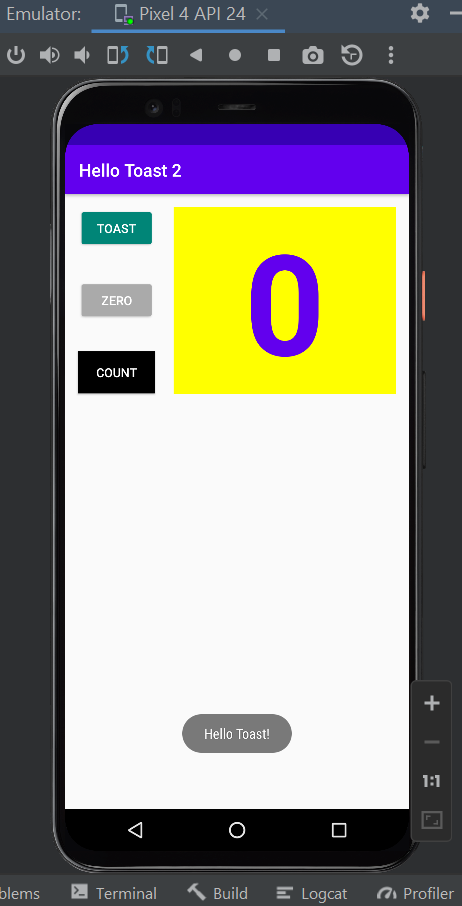 Emulator: Pixel 4 API 24
Hello Toast 2
TOAST
ZERO
COUNT
0
Hello Toast!
1:1
blems Terminal Build Logcat Profiler